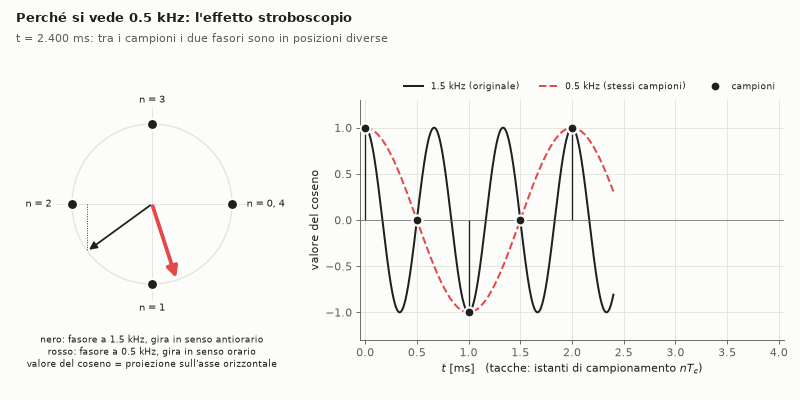 Perché si vede 0.5 kHz: l'effetto stroboscopio
t = 2.400 ms: tra i campioni i due fasori sono in posizioni diverse
1.5 kHz (originale)
0.5 kHz (stessi campioni)
campioni
n = 3
n = 2
n = 0, 4
n = 1
nero: fasore a 1.5 kHz, gira in senso antiorario
rosso: fasore a 0.5 kHz, gira in senso orario
valore del coseno = proiezione sull'asse orizzontale
valore del coseno
1.0
0.5
0.0
−0.5
−1.0
0.0 0.5 1.0 1.5 2.0 2.5 3.0 3.5 4.0
t [ms] (tacche: istanti di campionamento nTc)